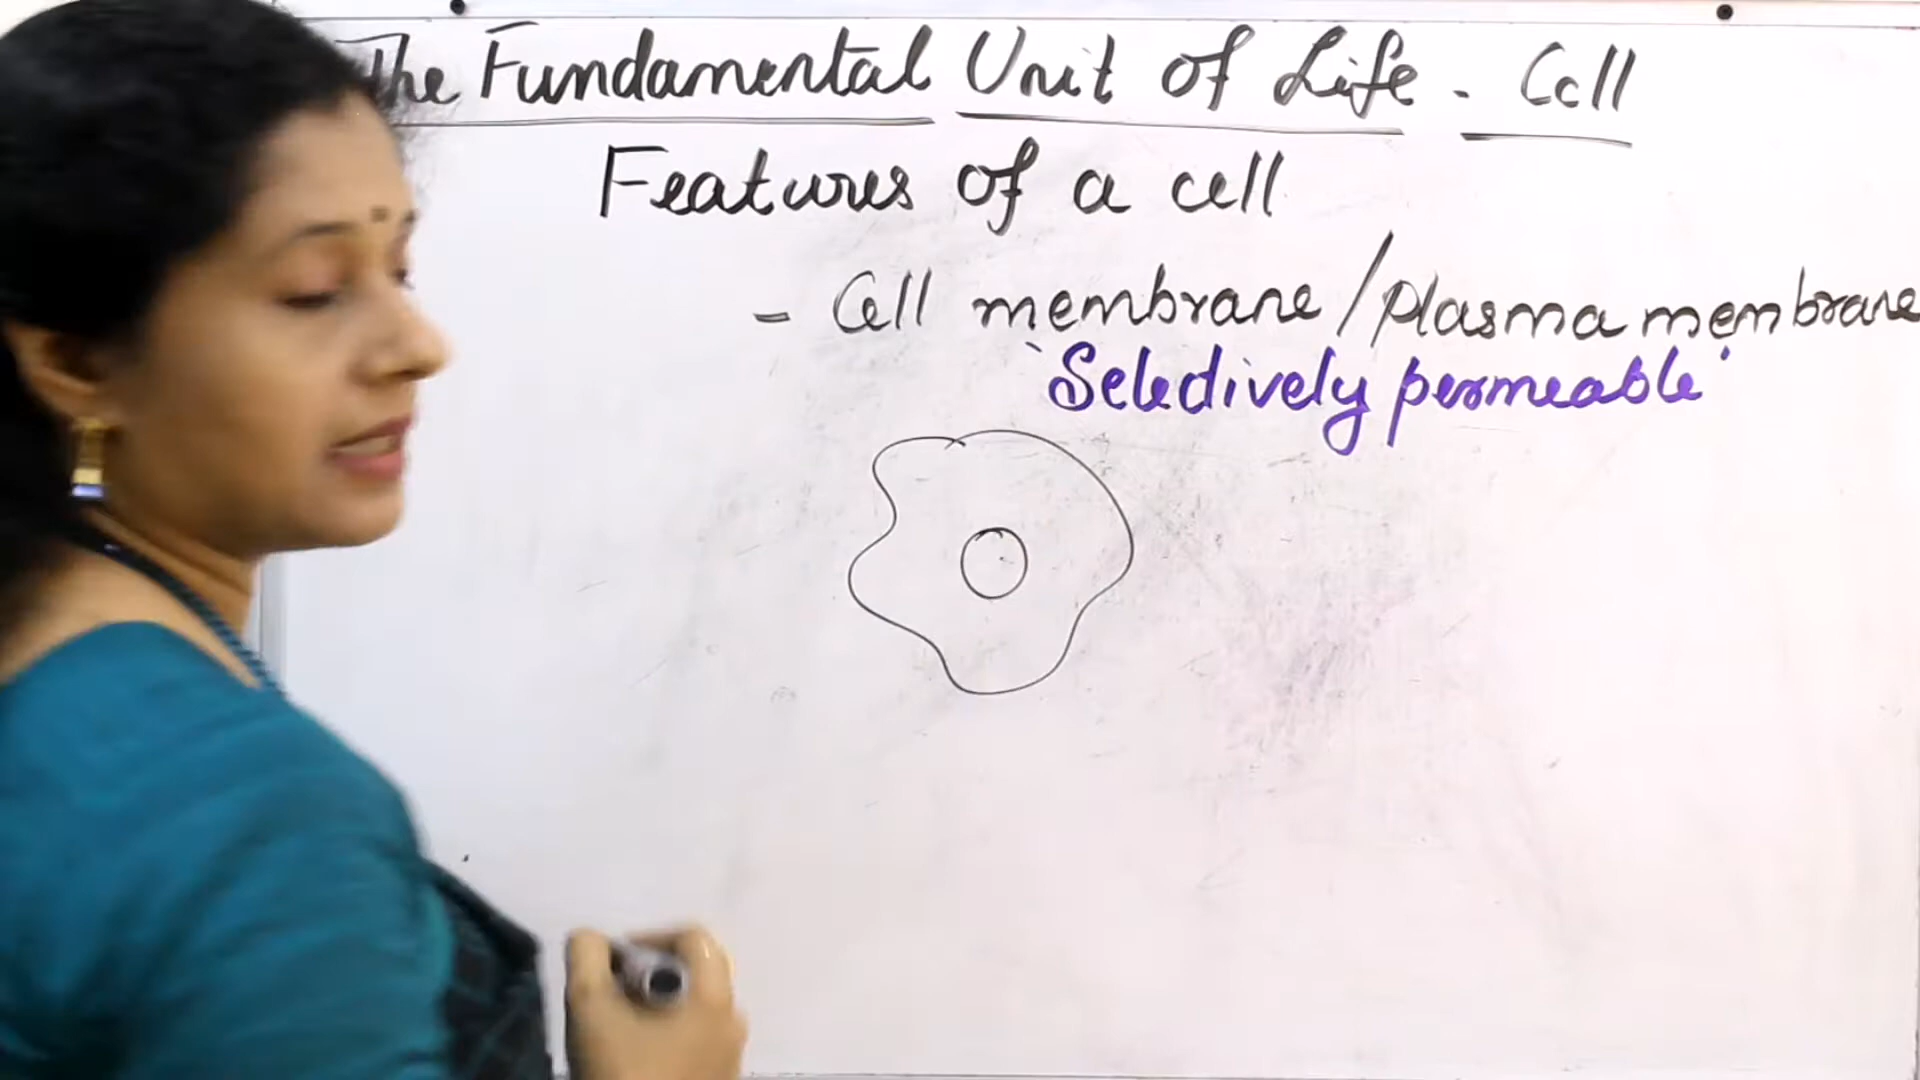 The Fundamental Unit of Life - Cell
Features of a cell
- Cell membrane/plasma membrane
'Selectively permeable'